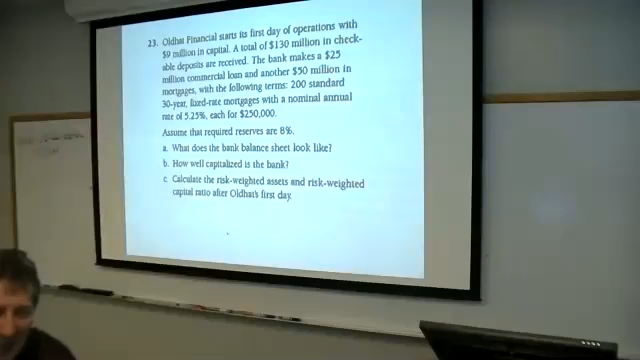 23. Oldhat Financial starts its first day of operations with
$9 million in capital. A total of $130 million in check-
able deposits are received. The bank makes a $25
million commercial loan and another $50 million in
mortgages, with the following terms: 200 standard
30-year, fixed-rate mortgages with a nominal annual
rate of 5.25%, each for $250,000.
Assume that required reserves are 8%.
a. What does the bank balance sheet look like?
b. How well capitalized is the bank?
c. Calculate the risk-weighted assets and risk-weighted
capital ratio after Oldhat's first day.